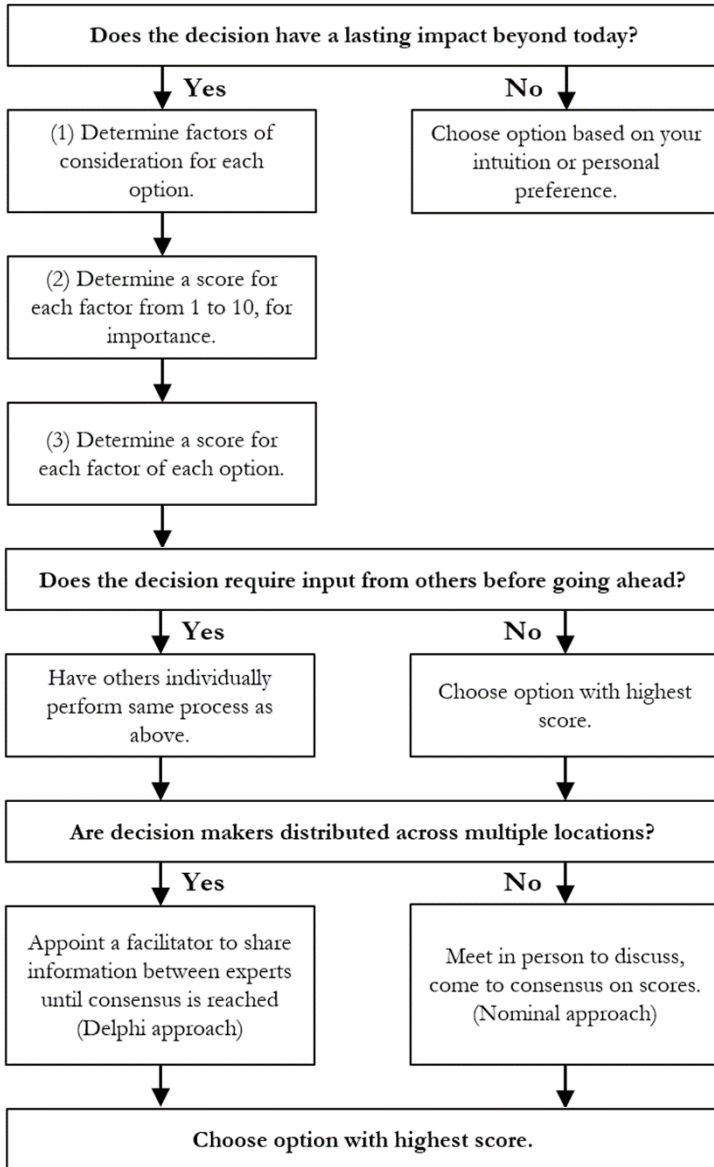 Does the decision have a lasting impact beyond today?
Yes
No
(1) Determine factors of
consideration for each
option.
Choose option based on your
intuition or personal
preference.
(2) Determine a score for
each factor from 1 to 10, for
importance.
(3) Determine a score for
each factor of each option.
Does the decision require input from others before going ahead?
Yes
No
Have others individually
perform same process as
above.
Choose option with highest
score.
Are decision makers distributed across multiple locations?
Yes
No
Appoint a facilitator to share
information between experts
until consensus is reached
(Delphi approach)
Meet in person to discuss,
come to consensus on scores.
(Nominal approach)
Choose option with highest score.